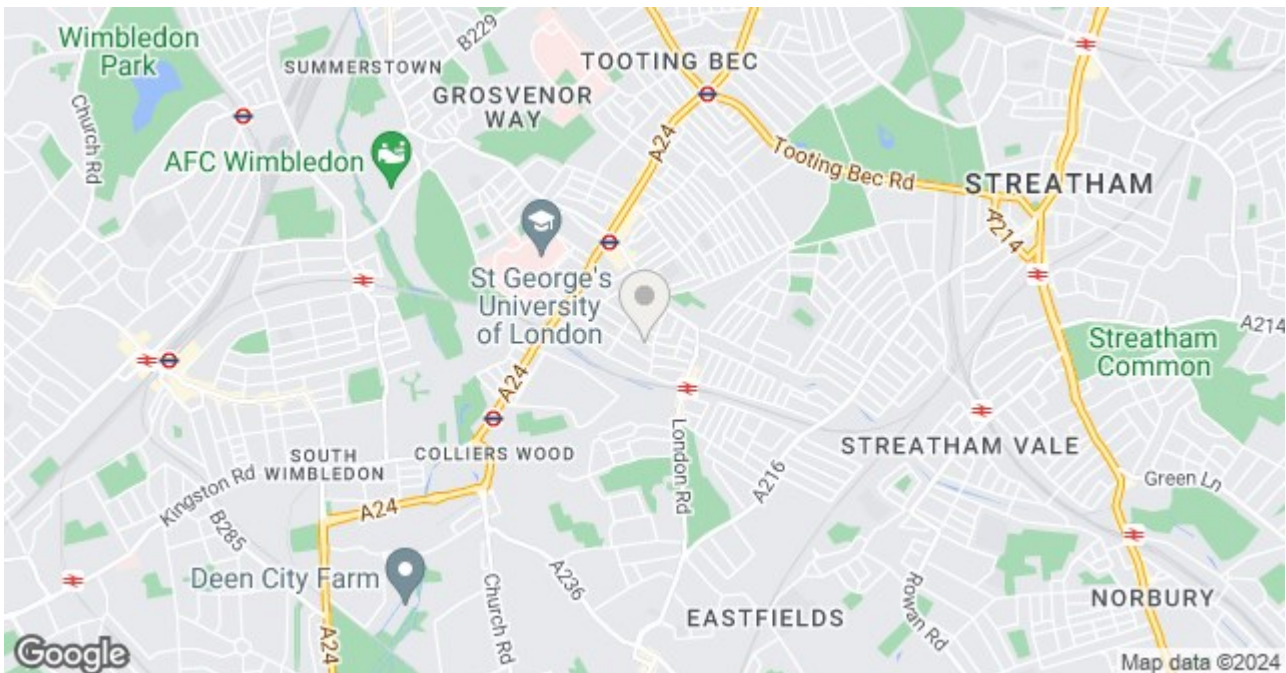 Wimbledon
Park
SUMMERSTOWN
B229
TOOTING BEC
GROSVENOR
WAY
Church Rd
AFC Wimbledon
A24
Tooting Bec Rd
STREATHAM
A214
St George's
University
of London
A214
Streatham
Common
A24
SOUTH
WIMBLEDON
COLLIERS WOOD
London Rd
STREATHAM VALE
A216
Green Ln
Kingston Rd
A24
B285
Deen City Farm
Church Rd
A236
EASTFIELDS
Rowan Rd
NORBURY
A24
Google
Map data ©2024